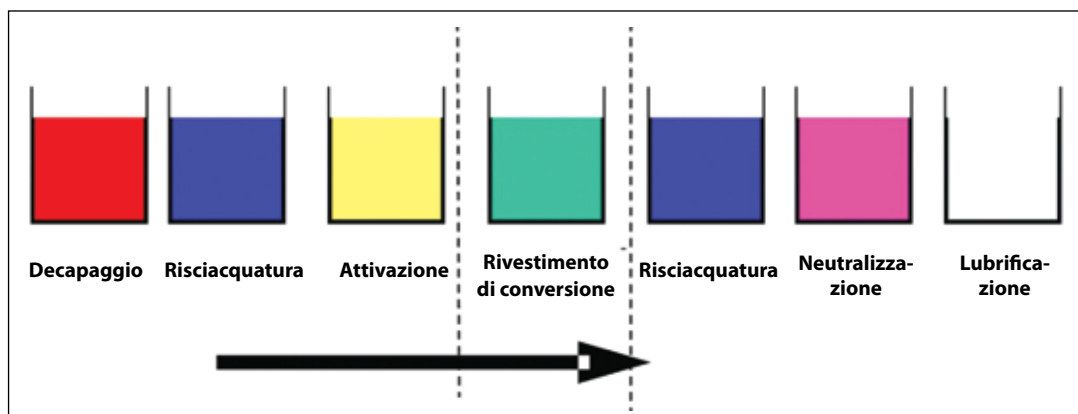 Decapaggio
Risciacquatura
Attivazione
Rivestimento
di conversione
Risciacquatura
Neutralizza-
zione
Lubrifica-
zione